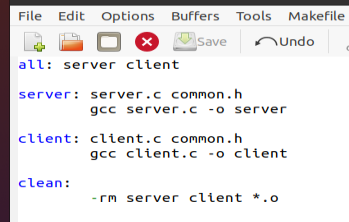 File Edit Options Buffers Tools Makefile
Save Undo
all: server client
server: server.c common.h
gcc server.c -o server
client: client.c common.h
gcc client.c -o client
clean:
-rm server client *.o